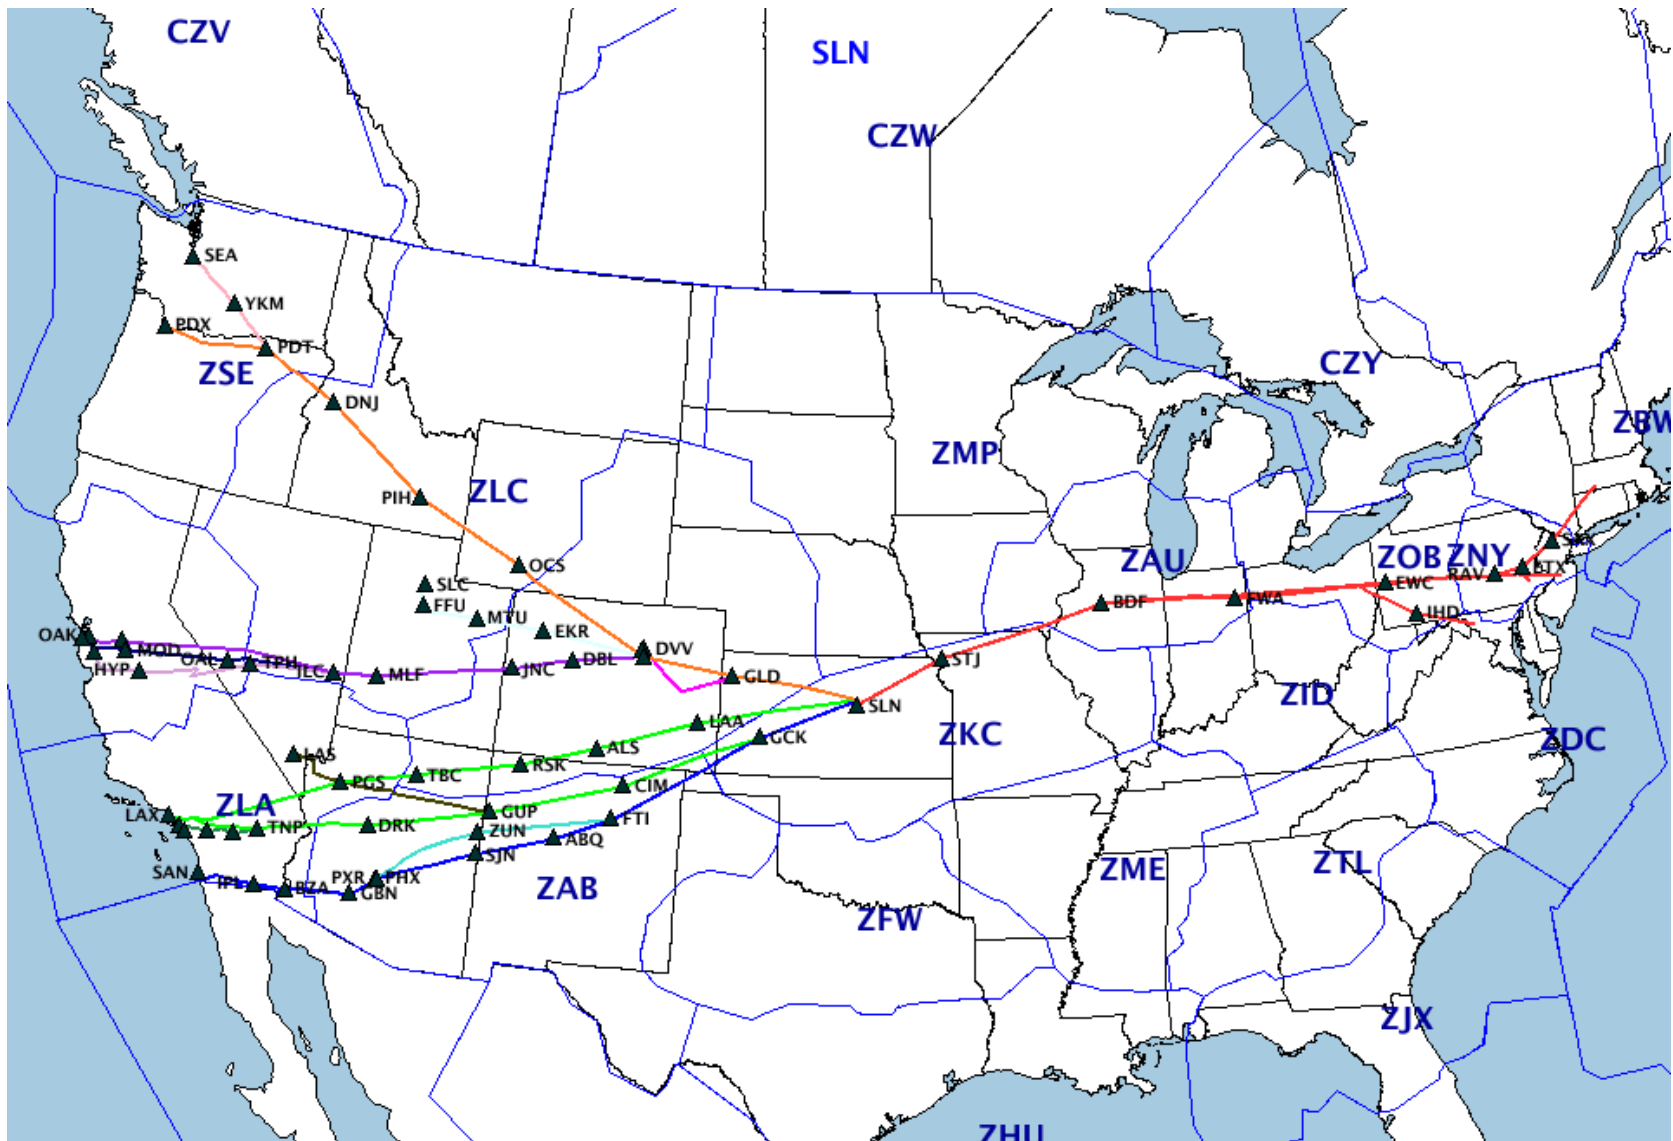 CZV
SLN
CZW
SEA
YKM
PDX
PDT
ZSE
CZY
DNJ
ZBW
ZMP
PIH
ZLC
OCS
SLC
FFU
MTU
EKR
ZAU
ZOB
ZNY
RAV
BTX
EWC
BDF
FWA
IHD
OAK
MOD
OAL
TPH
HYP
ILC
MLF
JNC
DBL
DVV
GLD
STJ
SLN
ZID
ZKC
ZDC
LAS
PGS
TBC
RSK
ALS
LAA
GCK
CIM
ZLA
LAX
TNP
DRK
GUP
ZUN
FTI
SJN
ABQ
SAN
IPL
BZA
PXR
PHX
GBN
ZAB
ZME
ZTL
ZFW
ZJX
ZHU